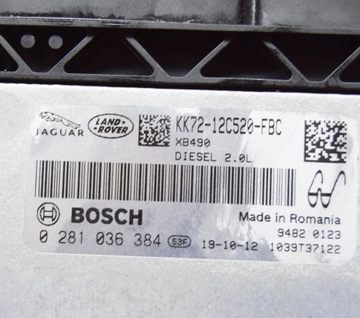 JAGUAR
LAND ROVER
KK72-12C520-FBC
XB490
DIESEL 2.0L
BOSCH
Made in Romania
9482 0123
0 281 036 384 S3F 19-10-12 1039T37122